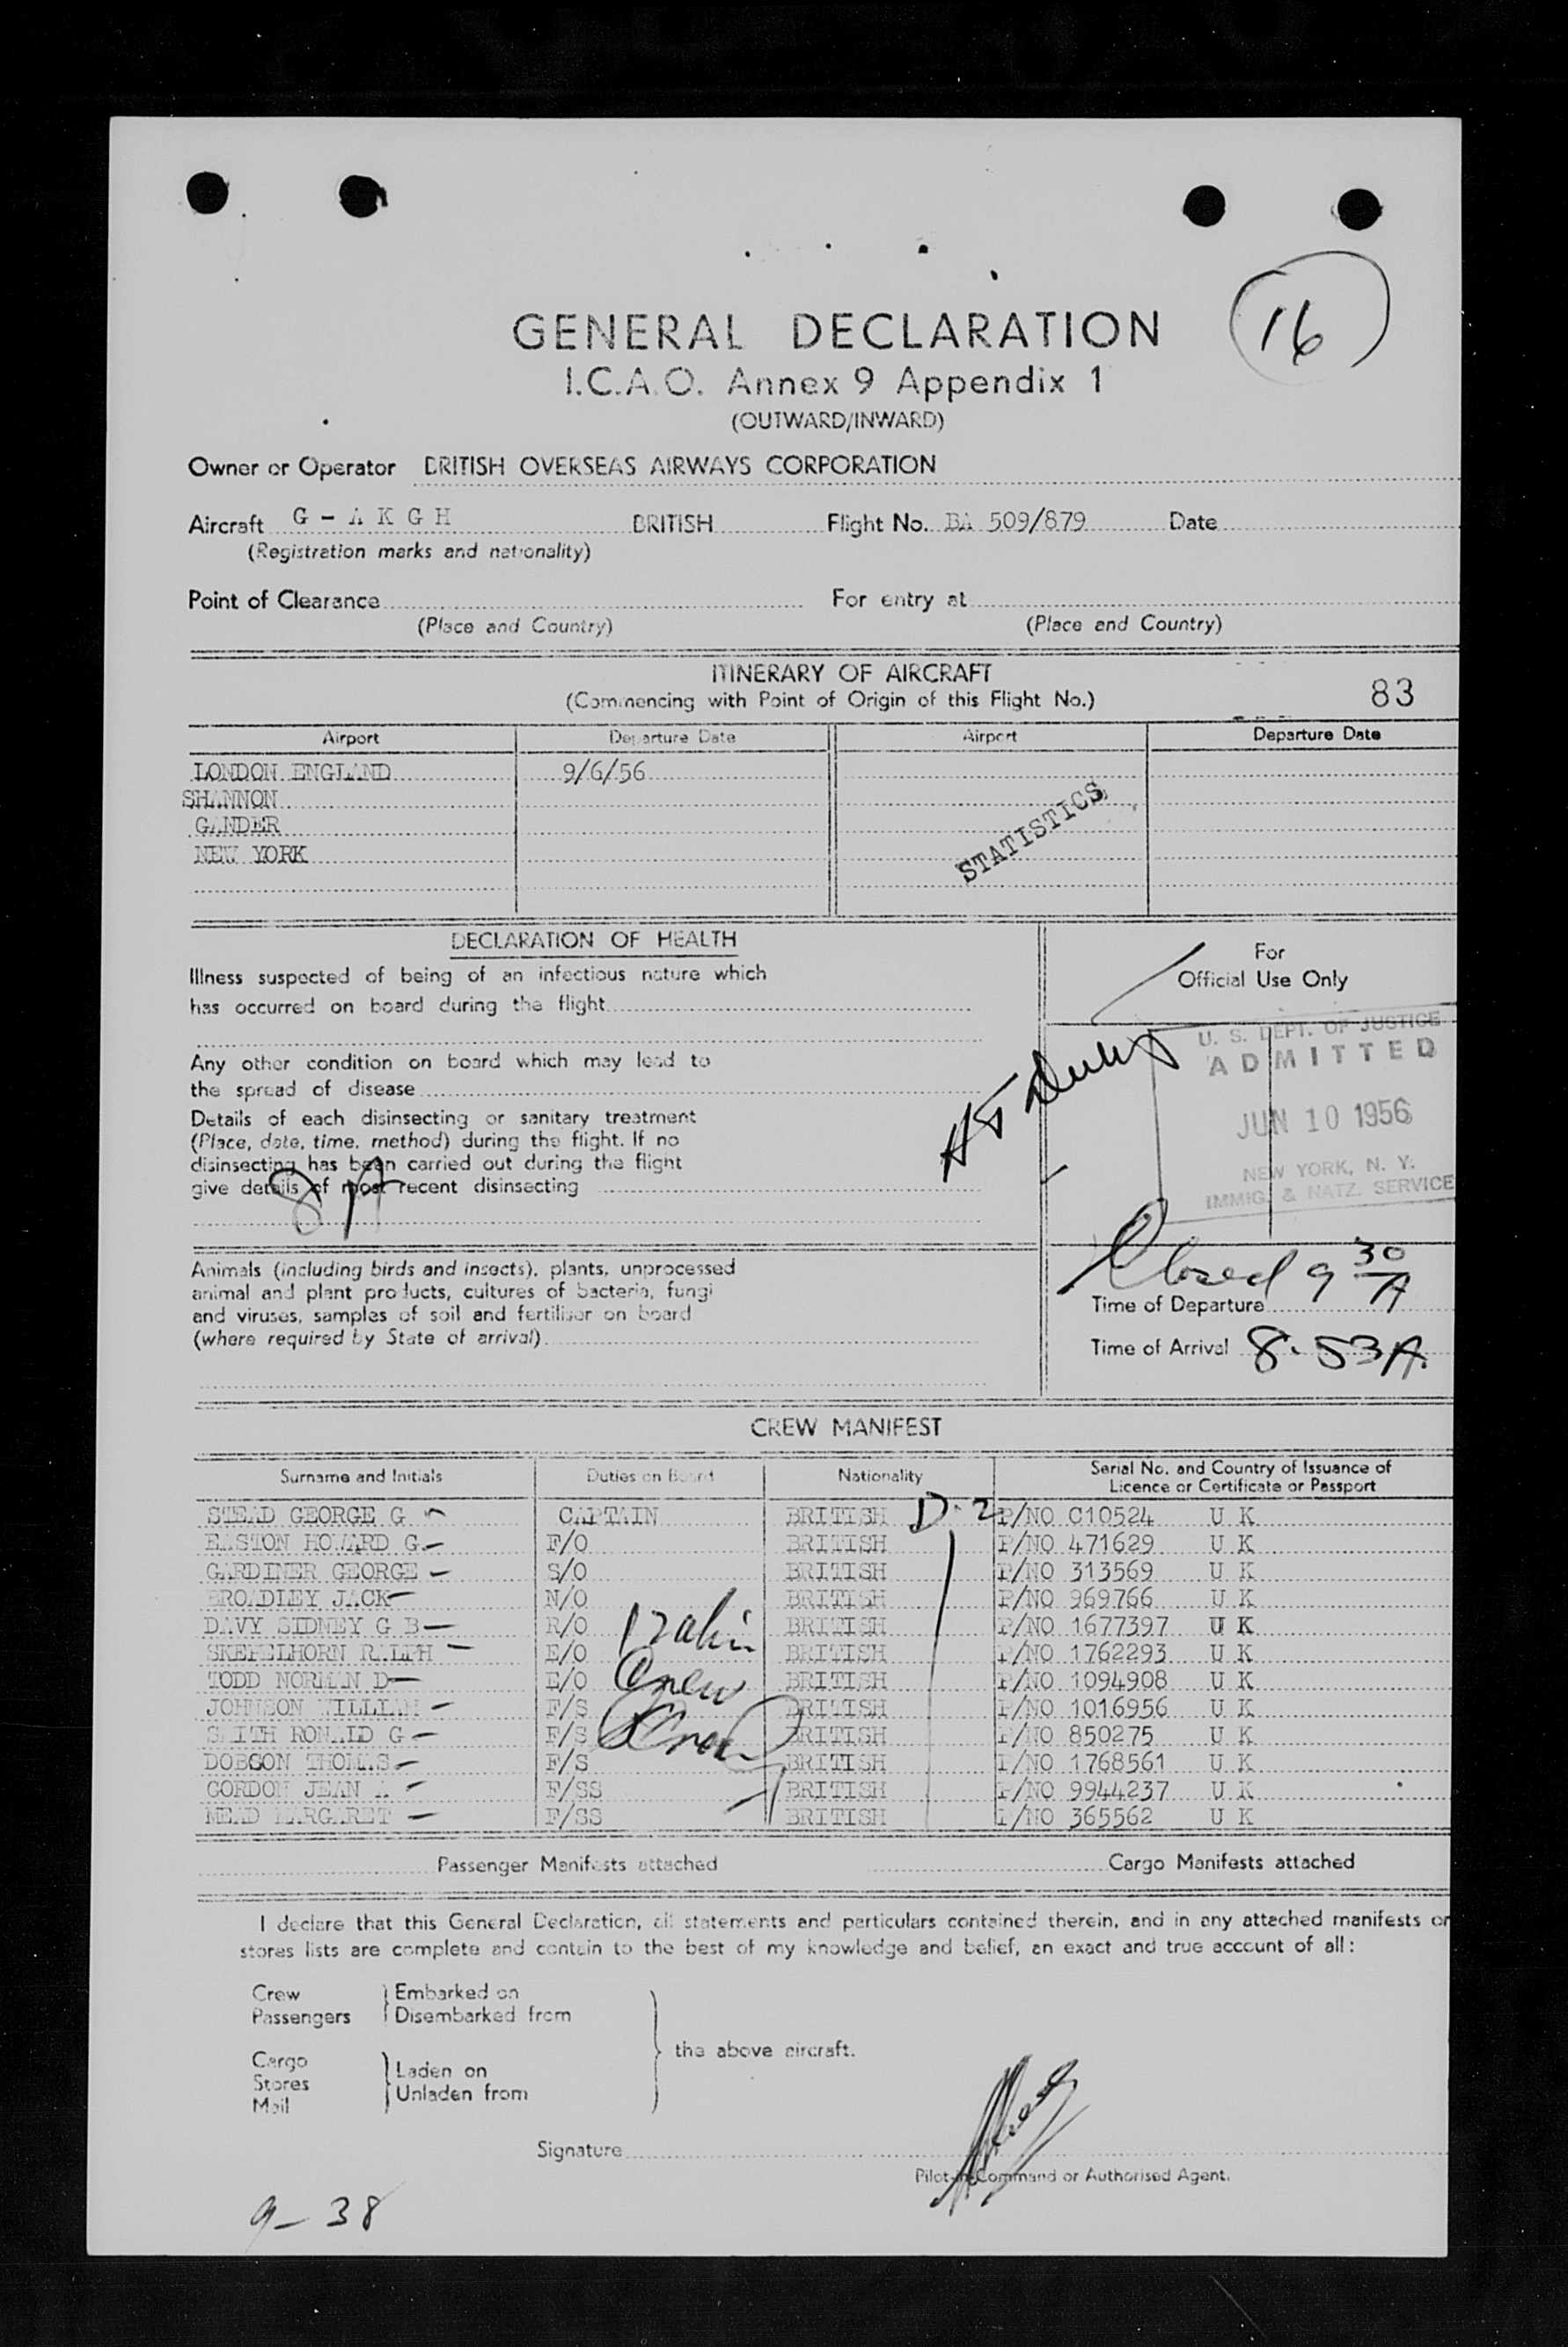 16
GENERAL DECLARATION
I.C.A.O. Annex 9 Appendix 1
(OUTWARD/INWARD)
Owner or Operator BRITISH OVERSEAS AIRWAYS CORPORATION
Aircraft G - A K G H BRITISH Flight No. BA 509/879 Date
(Registration marks and nationality)
Point of Clearance For entry at
(Place and Country) (Place and Country)
ITINERARY OF AIRCRAFT
(Commencing with Point of Origin of this Flight No.) 83
Airport Departure Date Airport Departure Date
LONDON ENGLAND 9/6/56
SHANNON
GANDER
NEW YORK
STATISTICS
DECLARATION OF HEALTH
Illness suspected of being of an infectious nature which
has occurred on board during the flight
Any other condition on board which may lead to
the spread of disease
Details of each disinsecting or sanitary treatment
(Place, date, time, method) during the flight. If no
disinsecting has been carried out during the flight
give details of most recent disinsecting
For
Official Use Only
U. S. DEPT. OF JUSTICE
ADMITTED
JUN 10 1956
NEW YORK, N. Y.
IMMIG. & NATZ. SERVICE
Animals (including birds and insects), plants, unprocessed
animal and plant products, cultures of bacteria, fungi
and viruses, samples of soil and fertiliser on board
(where required by State of arrival)
Closed 9 30 A
Time of Departure
Time of Arrival 8.53A.
CREW MANIFEST
Surname and Initials Duties on Board Nationality Serial No. and Country of Issuance of
Licence or Certificate or Passport
STEAD GEORGE G CAPTAIN BRITISH D-2 P/NO C10524 U K
EASTON HOWARD G F/O BRITISH P/NO 471629 U K
GARDINER GEORGE S/O BRITISH P/NO 313569 U K
BROADLEY JACK N/O BRITISH P/NO 969766 U K
DAVY SIDNEY G B R/O BRITISH P/NO 1677397 U K
SKEPELHORN RALPH E/O BRITISH P/NO 1762293 U K
TODD NORMAN D E/O BRITISH P/NO 1094908 U K
JOHNSON WILLIAM F/S BRITISH P/NO 1016956 U K
SMITH RONALD G F/S BRITISH P/NO 850275 U K
DOBSON THOMAS F/S BRITISH P/NO 1768561 U K
GORDON JEAN A F/SS BRITISH P/NO 9944237 U K
MEAD MARGARET F/SS BRITISH P/NO 365562 U K
Passenger Manifests attached Cargo Manifests attached
I declare that this General Declaration, all statements and particulars contained therein, and in any attached manifests or
stores lists are complete and contain to the best of my knowledge and belief, an exact and true account of all:
Crew Embarked on
Passengers Disembarked from
the above aircraft.
Cargo Laden on
Stores Unladen from
Mail
Signature
Pilot-in-Command or Authorised Agent.
9-38